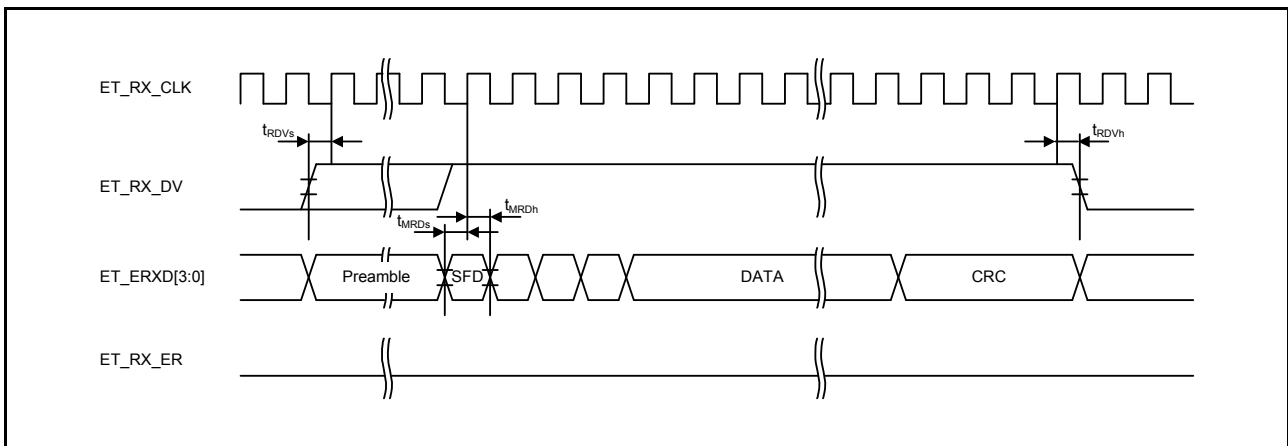 ET_RX_CLK
tRDVs
tRDVh
ET_RX_DV
tMRDs
tMRDh
ET_ERXD[3:0]
Preamble
SFD
DATA
CRC
ET_RX_ER